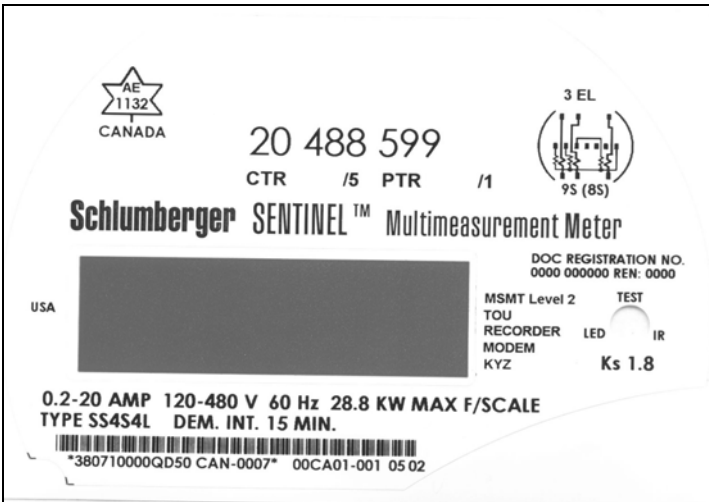 AE
1132
CANADA
3 EL
20 488 599
CTR /5 PTR /1
9S (8S)
Schlumberger SENTINEL™ Multimeasurement Meter
DOC REGISTRATION NO.
0000 000000 REN: 0000
USA
MSMT Level 2
TOU
RECORDER
MODEM
KYZ
TEST
LED IR
Ks 1.8
0.2-20 AMP 120-480 V 60 Hz 28.8 KW MAX F/SCALE
TYPE SS4S4L DEM. INT. 15 MIN.
*380710000QD50 CAN-0007* 00CA01-001 05 02